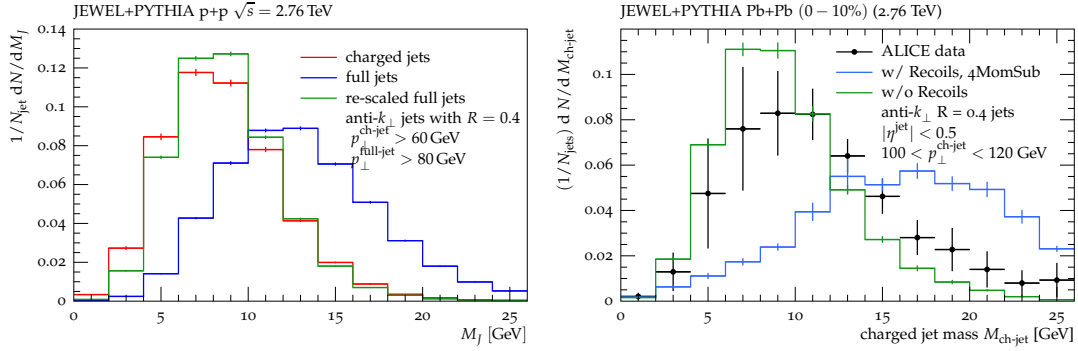 JEWEL+PYTHIA p+p √s = 2.76 TeV
1/N_jet dN/dM_J
0.14
0.12
0.1
0.08
0.06
0.04
0.02
0
charged jets
full jets
re-scaled full jets
anti-k⊥ jets with R = 0.4
p⊥^ch-jet > 60 GeV
p⊥^full-jet > 80 GeV
0 5 10 15 20 25
M_J [GeV]
JEWEL+PYTHIA Pb+Pb (0 − 10%) (2.76 TeV)
(1/N_jets) d N/d M_ch-jet
0.1
0.08
0.06
0.04
0.02
0
ALICE data
w/ Recoils, 4MomSub
w/o Recoils
anti-k⊥ R = 0.4 jets
|η^jet| < 0.5
100 < p⊥^ch-jet < 120 GeV
0 5 10 15 20 25
charged jet mass M_ch-jet [GeV]